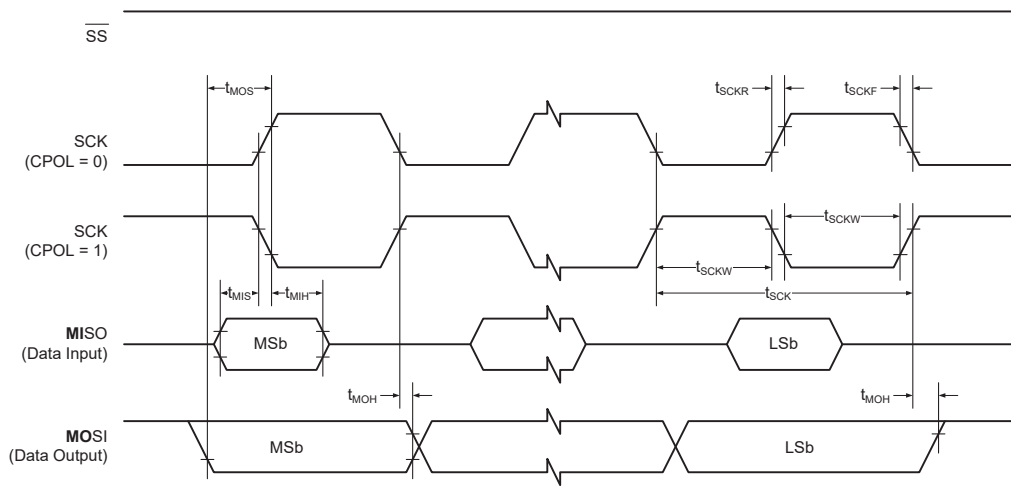 SS
tMOS
tSCKR
tSCKF
SCK
(CPOL = 0)
SCK
(CPOL = 1)
tSCKW
tSCKW
tMIS
tMIH
tSCK
MISO
(Data Input)
MSb
LSb
tMOH
tMOH
MOSI
(Data Output)
MSb
LSb